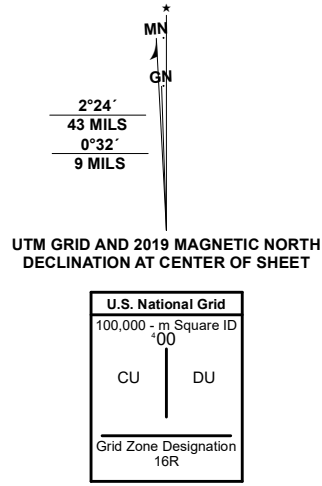 ★
MN
GN
2°24´
43 MILS
0°32´
9 MILS
UTM GRID AND 2019 MAGNETIC NORTH
DECLINATION AT CENTER OF SHEET
U.S. National Grid
100,000 - m Square ID
⁴00
CU DU
Grid Zone Designation
16R